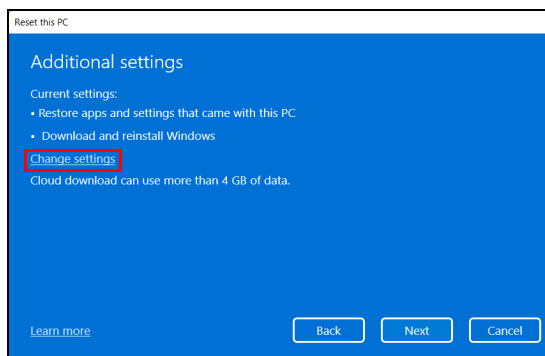 Reset this PC
Additional settings
Current settings:
• Restore apps and settings that came with this PC
• Download and reinstall Windows
Change settings
Cloud download can use more than 4 GB of data.
Learn more
Back
Next
Cancel